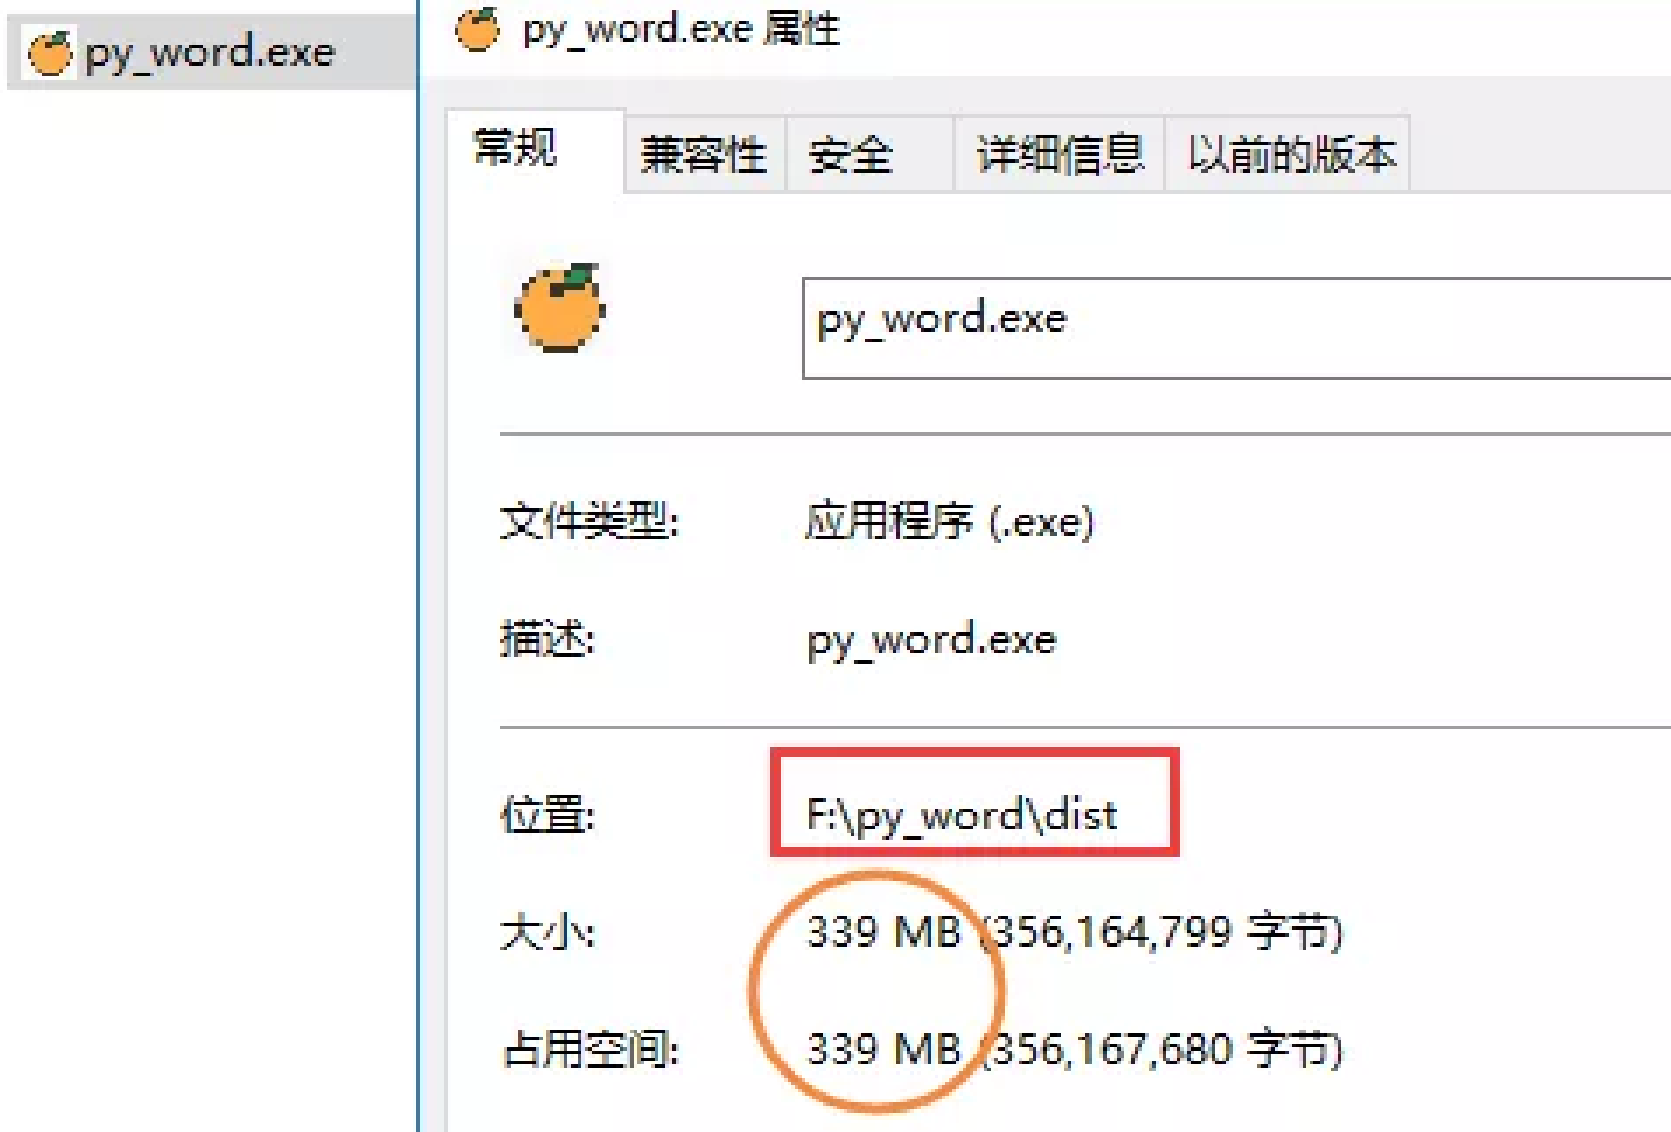 py_word.exe
py_word.exe 属性
常规 兼容性 安全 详细信息 以前的版本
py_word.exe
文件类型: 应用程序 (.exe)
描述: py_word.exe
位置: F:\py_word\dist
大小: 339 MB (356,164,799 字节)
占用空间: 339 MB (356,167,680 字节)